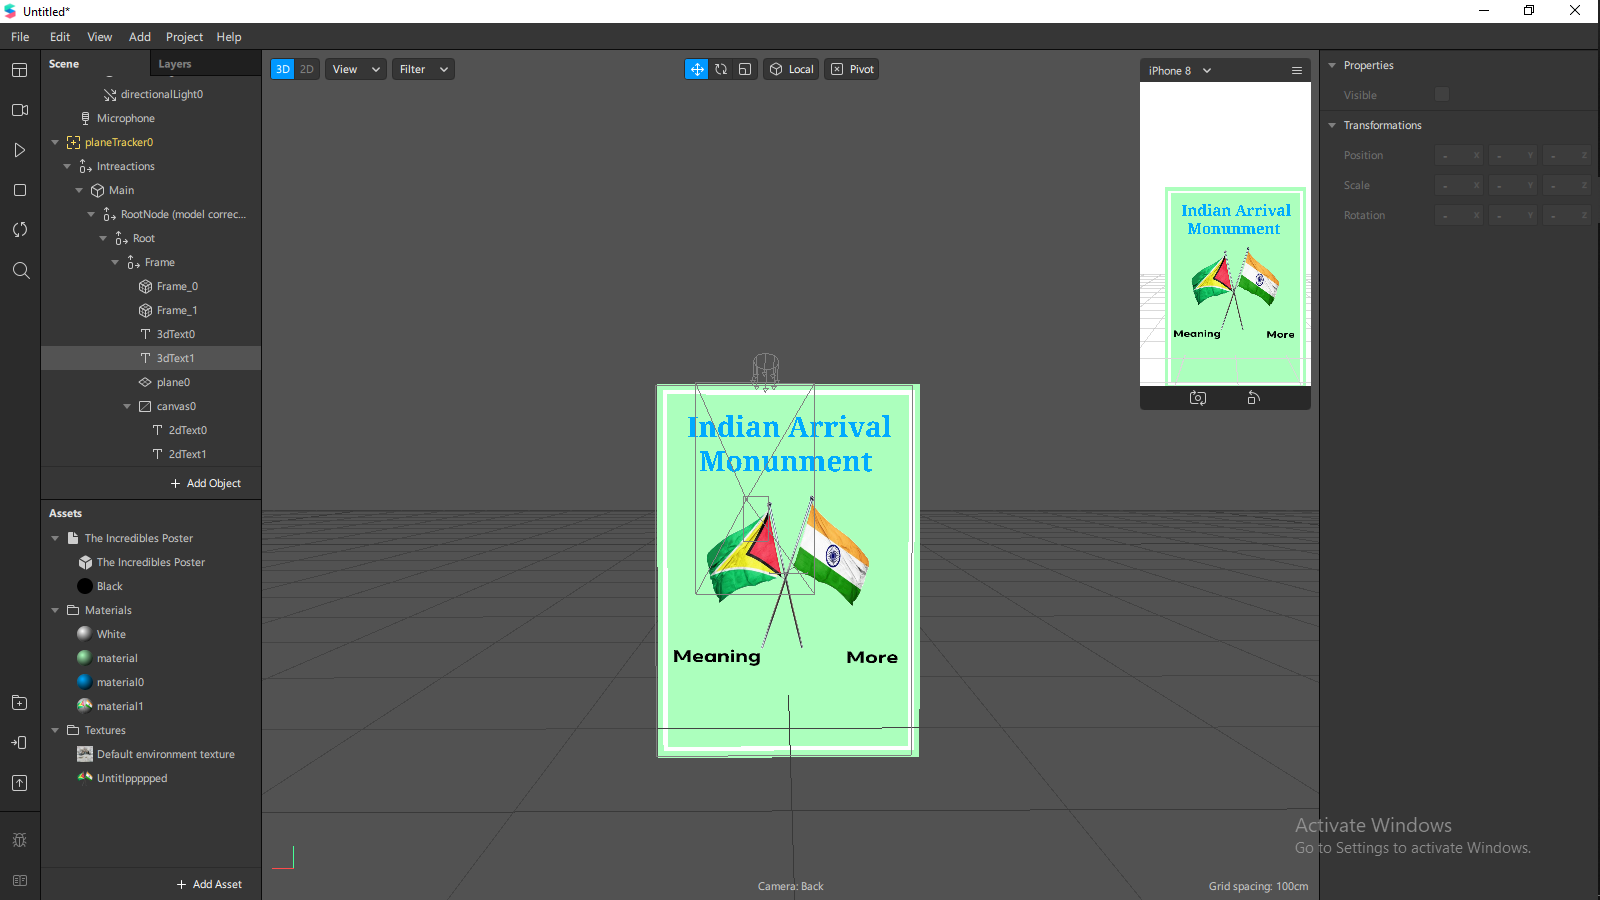 Untitled*
File Edit View Add Project Help
Scene Layers
directionalLight0
Microphone
planeTracker0
Intreactions
Main
RootNode (model correc...
Root
Frame
Frame_0
Frame_1
3dText0
3dText1
plane0
canvas0
2dText0
2dText1
+ Add Object
Assets
The Incredibles Poster
The Incredibles Poster
Black
Materials
White
material
material0
material1
Textures
Default environment texture
Untitlppppped
+ Add Asset
3D 2D View Filter
Local Pivot
Indian Arrival
Monunment
Meaning More
Camera: Back
Grid spacing: 100cm
iPhone 8
Indian Arrival
Monunment
Meaning More
Properties
Visible
Transformations
Position - X - Y - Z
Scale - X - Y - Z
Rotation - X - Y - Z
Activate Windows
Go to Settings to activate Windows.